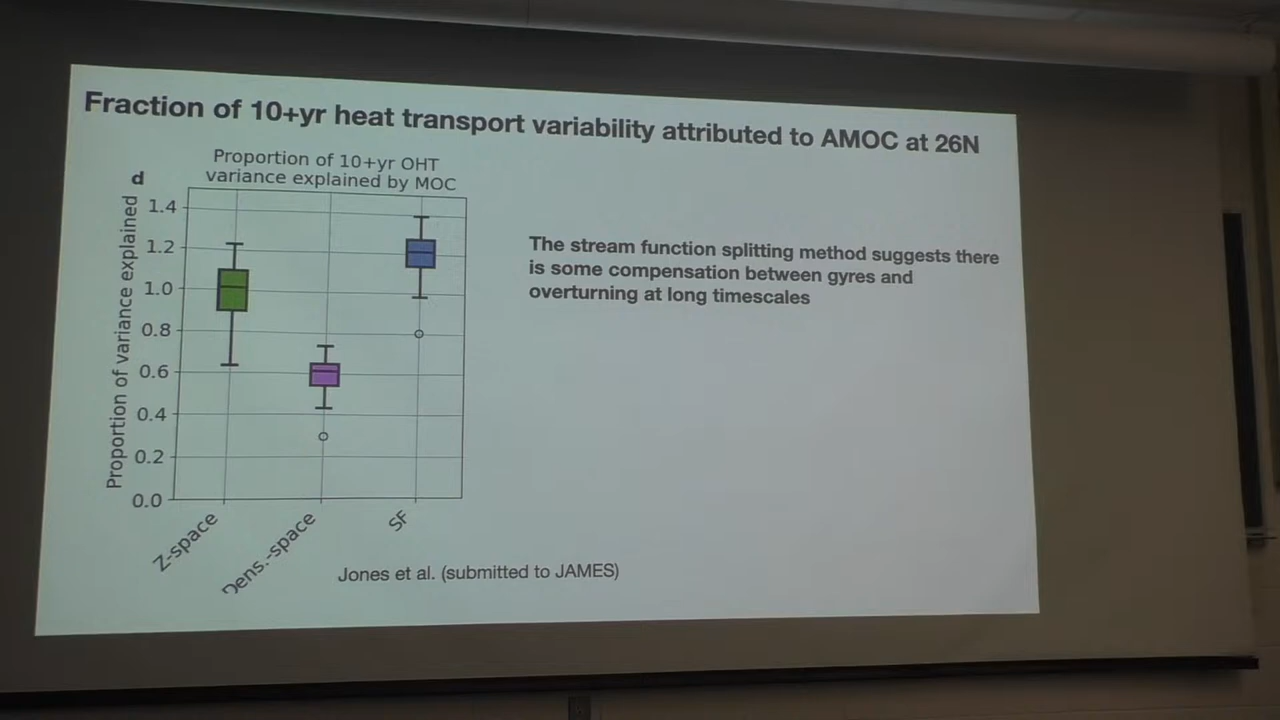 Fraction of 10+yr heat transport variability attributed to AMOC at 26N
Proportion of 10+yr OHT
variance explained by MOC
d
Proportion of variance explained
1.4
1.2
1.0
0.8
0.6
0.4
0.2
0.0
Z-space
Dens.-space
SF
The stream function splitting method suggests there
is some compensation between gyres and
overturning at long timescales
Jones et al. (submitted to JAMES)